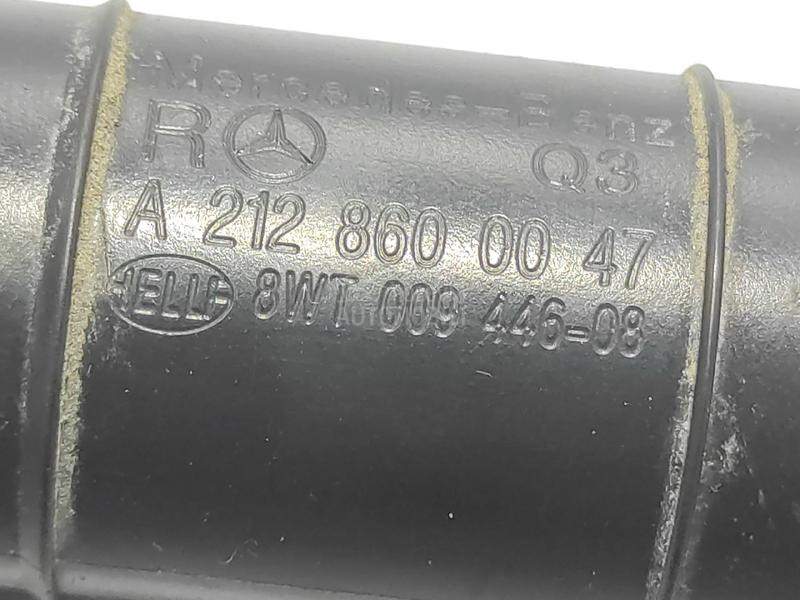 Mercedes-Benz
R Q3
A 212 860 00 47
HELLA 8WT 009 446-08